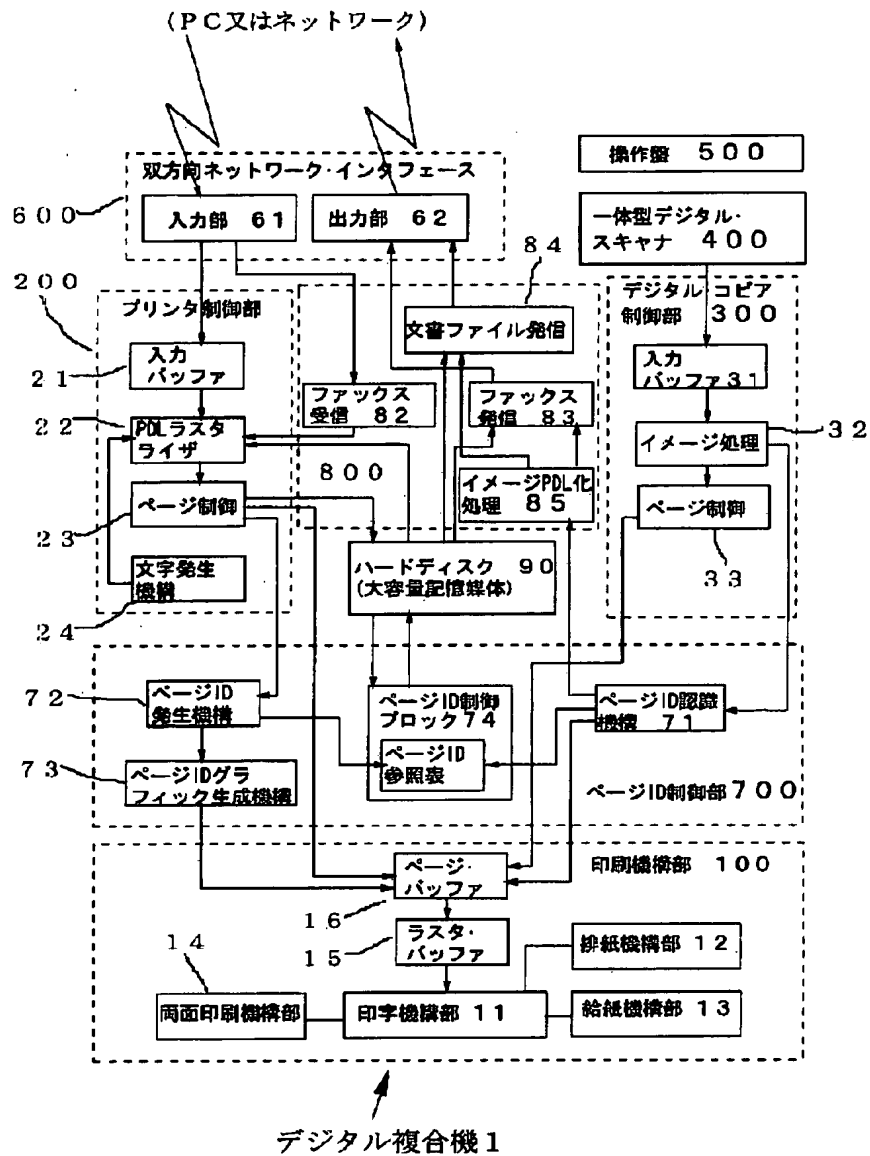 (PC又はネットワーク)
双方向ネットワーク・インタフェース
600
入力部 61
出力部 62
操作盤 500
一体型デジタル・
スキャナ 400
84
200
プリンタ制御部
文書ファイル発信
デジタル コピア
制御部 300
21
入力
バッファ
入力
バッファ31
22
PDLラスタ
ライザ
ファックス
受信 82
ファックス
発信 83
32
イメージ処理
800
イメージPDL化
処理 85
23
ページ制御
ページ制御
33
24
文字発生
機構
ハードディスク 90
(大容量記憶媒体)
72
ページID
発生機構
ページID制御
ブロック74
ページID
参照表
ページID認識
機構 71
73
ページIDグラ
フィック生成機構
ページID制御部700
ページ・
バッファ
16
印刷機構部 100
ラスタ・
バッファ
15
14
排紙機構部 12
両面印刷機構部
印字機構部 11
給紙機構部 13
デジタル複合機1